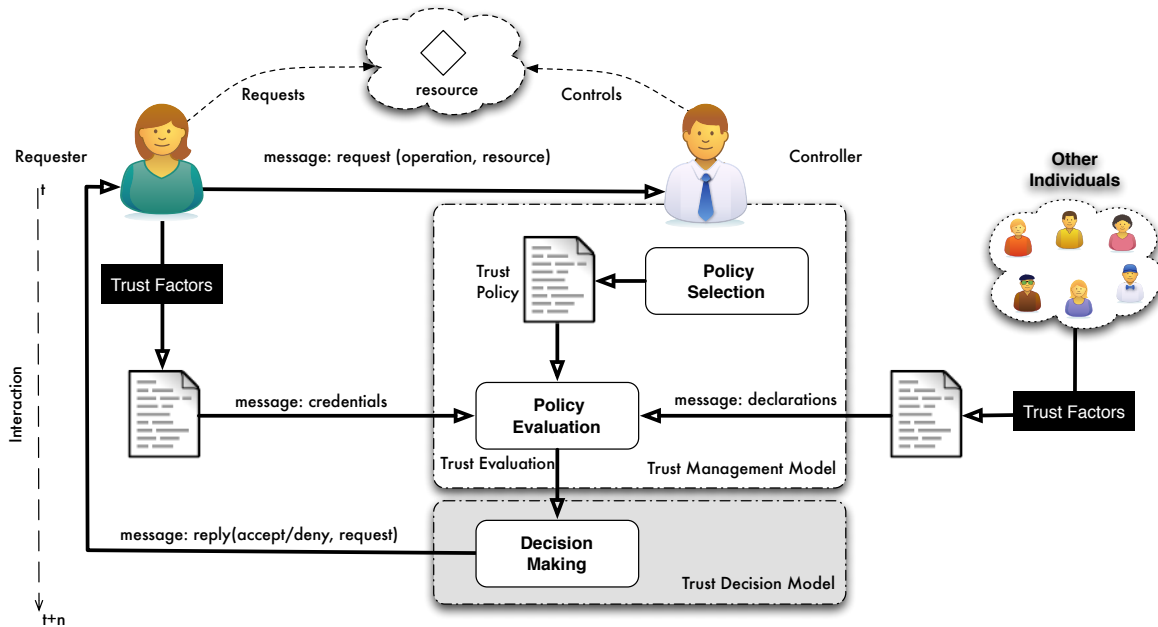 resource
Requests
Controls
Requester
message: request (operation, resource)
Controller
Other
Individuals
t
Trust Factors
Trust
Policy
Policy
Selection
Interaction
message: credentials
Policy
Evaluation
message: declarations
Trust Factors
Trust Evaluation
Trust Management Model
message: reply(accept/deny, request)
Decision
Making
Trust Decision Model
t+n